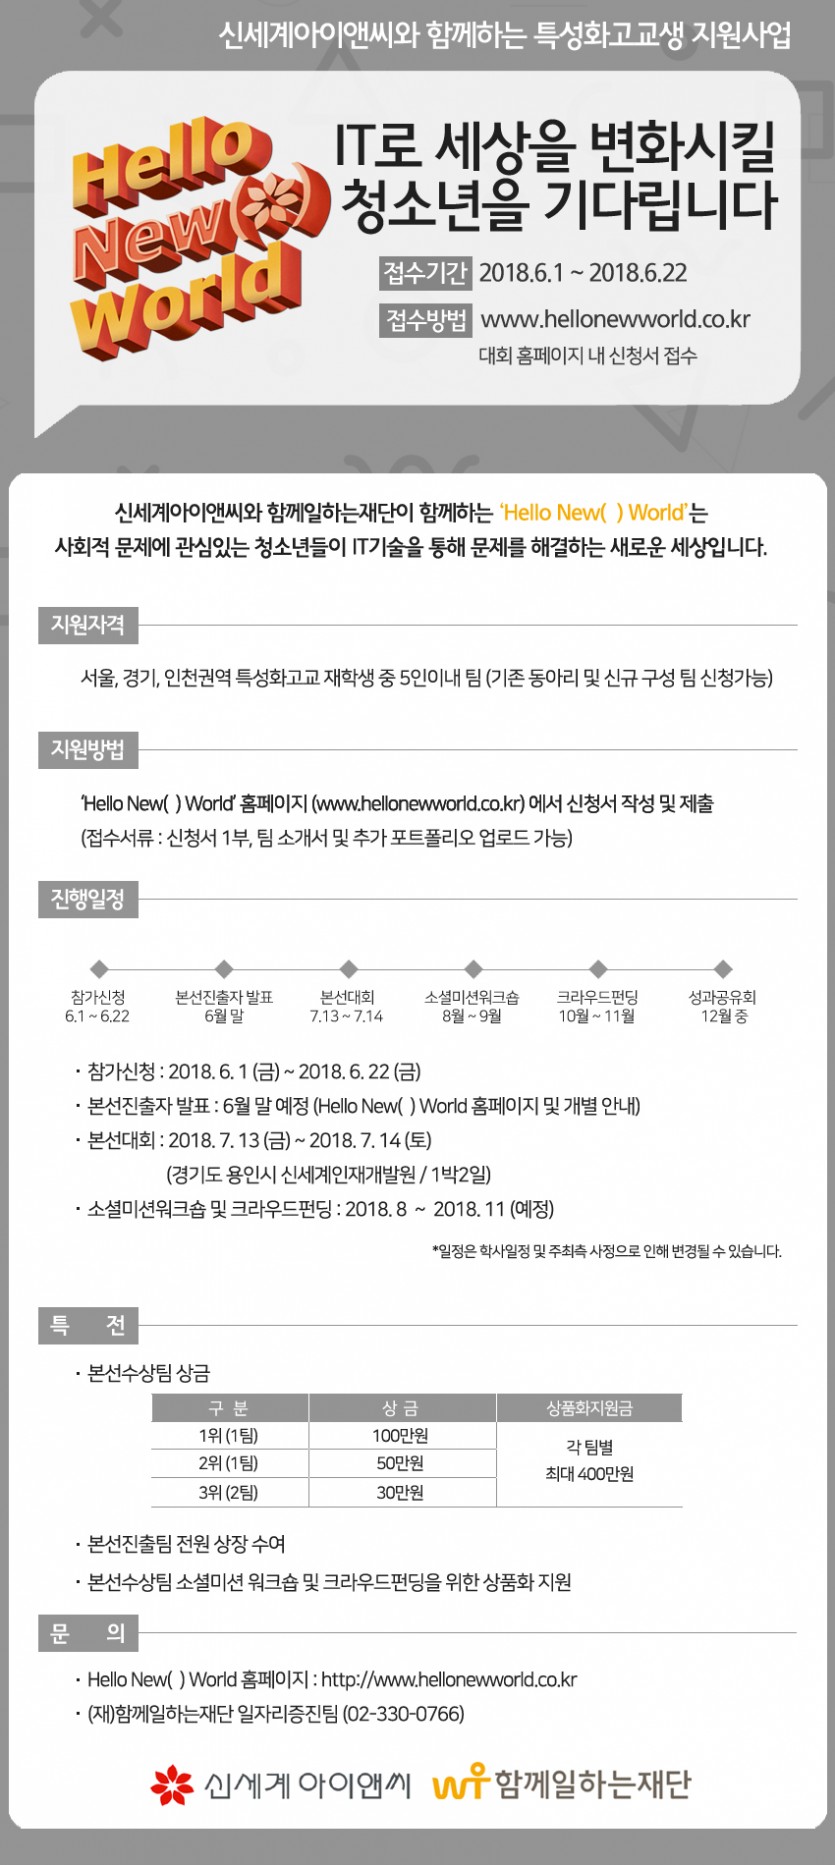 신세계아이앤씨와 함께하는 특성화고교생 지원사업
Hello
New( )
World
IT로 세상을 변화시킬
청소년을 기다립니다
접수기간 2018.6.1 ~ 2018.6.22
접수방법 www.hellonewworld.co.kr
대회 홈페이지 내 신청서 접수
신세계아이앤씨와 함께일하는재단이 함께하는 ‘Hello New( ) World’는
사회적 문제에 관심있는 청소년들이 IT기술을 통해 문제를 해결하는 새로운 세상입니다.
지원자격
서울, 경기, 인천권역 특성화고교 재학생 중 5인이내 팀 (기존 동아리 및 신규 구성 팀 신청가능)
지원방법
‘Hello New( ) World’ 홈페이지 (www.hellonewworld.co.kr) 에서 신청서 작성 및 제출
(접수서류 : 신청서 1부, 팀 소개서 및 추가 포트폴리오 업로드 가능)
진행일정
참가신청 본선진출자 발표 본선대회 소셜미션워크숍 크라우드펀딩 성과공유회
6.1 ~ 6.22 6월 말 7.13 ~ 7.14 8월 ~ 9월 10월 ~ 11월 12월 중
· 참가신청 : 2018. 6. 1 (금) ~ 2018. 6. 22 (금)
· 본선진출자 발표 : 6월 말 예정 (Hello New( ) World 홈페이지 및 개별 안내)
· 본선대회 : 2018. 7. 13 (금) ~ 2018. 7. 14 (토)
(경기도 용인시 신세계인재개발원 / 1박2일)
· 소셜미션워크숍 및 크라우드펀딩 : 2018. 8 ~ 2018. 11 (예정)
*일정은 학사일정 및 주최측 사정으로 인해 변경될 수 있습니다.
특 전
· 본선수상팀 상금
구 분 상 금 상품화지원금
1위 (1팀) 100만원
2위 (1팀) 50만원
3위 (2팀) 30만원
각 팀별
최대 400만원
· 본선진출팀 전원 상장 수여
· 본선수상팀 소셜미션 워크숍 및 크라우드펀딩을 위한 상품화 지원
문 의
· Hello New( ) World 홈페이지 : http://www.hellonewworld.co.kr
· (재)함께일하는재단 일자리증진팀 (02-330-0766)
신세계아이앤씨 함께일하는재단